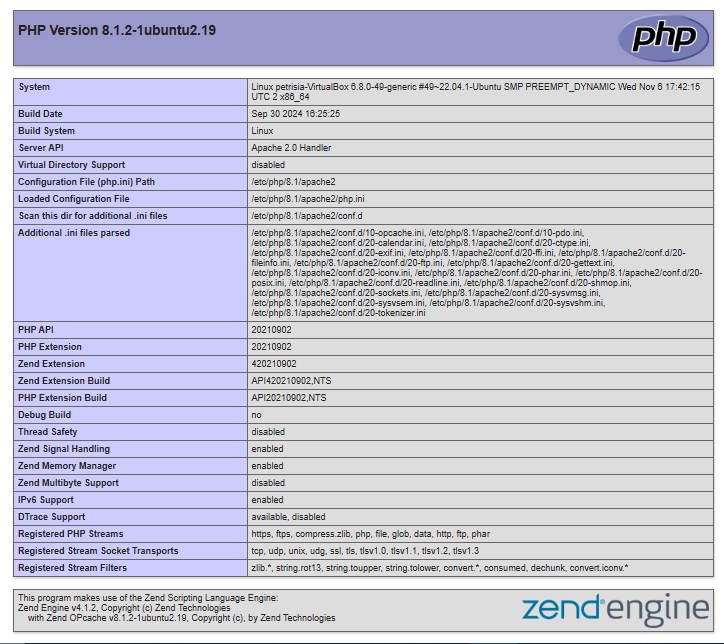 PHP Version 8.1.2-1ubuntu2.19
php
System Linux petrisia-VirtualBox 6.8.0-49-generic #49~22.04.1-Ubuntu SMP PREEMPT_DYNAMIC Wed Nov 6 17:42:15
UTC 2 x86_64
Build Date Sep 30 2024 16:25:25
Build System Linux
Server API Apache 2.0 Handler
Virtual Directory Support disabled
Configuration File (php.ini) Path /etc/php/8.1/apache2
Loaded Configuration File /etc/php/8.1/apache2/php.ini
Scan this dir for additional .ini files /etc/php/8.1/apache2/conf.d
Additional .ini files parsed /etc/php/8.1/apache2/conf.d/10-opcache.ini, /etc/php/8.1/apache2/conf.d/10-pdo.ini,
/etc/php/8.1/apache2/conf.d/20-calendar.ini, /etc/php/8.1/apache2/conf.d/20-ctype.ini,
/etc/php/8.1/apache2/conf.d/20-exif.ini, /etc/php/8.1/apache2/conf.d/20-ffi.ini, /etc/php/8.1/apache2/conf.d/20-
fileinfo.ini, /etc/php/8.1/apache2/conf.d/20-ftp.ini, /etc/php/8.1/apache2/conf.d/20-gettext.ini,
/etc/php/8.1/apache2/conf.d/20-iconv.ini, /etc/php/8.1/apache2/conf.d/20-phar.ini, /etc/php/8.1/apache2/conf.d/20-
posix.ini, /etc/php/8.1/apache2/conf.d/20-readline.ini, /etc/php/8.1/apache2/conf.d/20-shmop.ini,
/etc/php/8.1/apache2/conf.d/20-sockets.ini, /etc/php/8.1/apache2/conf.d/20-sysvmsg.ini,
/etc/php/8.1/apache2/conf.d/20-sysvsem.ini, /etc/php/8.1/apache2/conf.d/20-sysvshm.ini,
/etc/php/8.1/apache2/conf.d/20-tokenizer.ini
PHP API 20210902
PHP Extension 20210902
Zend Extension 420210902
Zend Extension Build API420210902,NTS
PHP Extension Build API20210902,NTS
Debug Build no
Thread Safety disabled
Zend Signal Handling enabled
Zend Memory Manager enabled
Zend Multibyte Support disabled
IPv6 Support enabled
DTrace Support available, disabled
Registered PHP Streams https, ftps, compress.zlib, php, file, glob, data, http, ftp, phar
Registered Stream Socket Transports tcp, udp, unix, udg, ssl, tls, tlsv1.0, tlsv1.1, tlsv1.2, tlsv1.3
Registered Stream Filters zlib.*, string.rot13, string.toupper, string.tolower, convert.*, consumed, dechunk, convert.iconv.*
This program makes use of the Zend Scripting Language Engine:
Zend Engine v4.1.2, Copyright (c) Zend Technologies
with Zend OPcache v8.1.2-1ubuntu2.19, Copyright (c), by Zend Technologies
zend engine